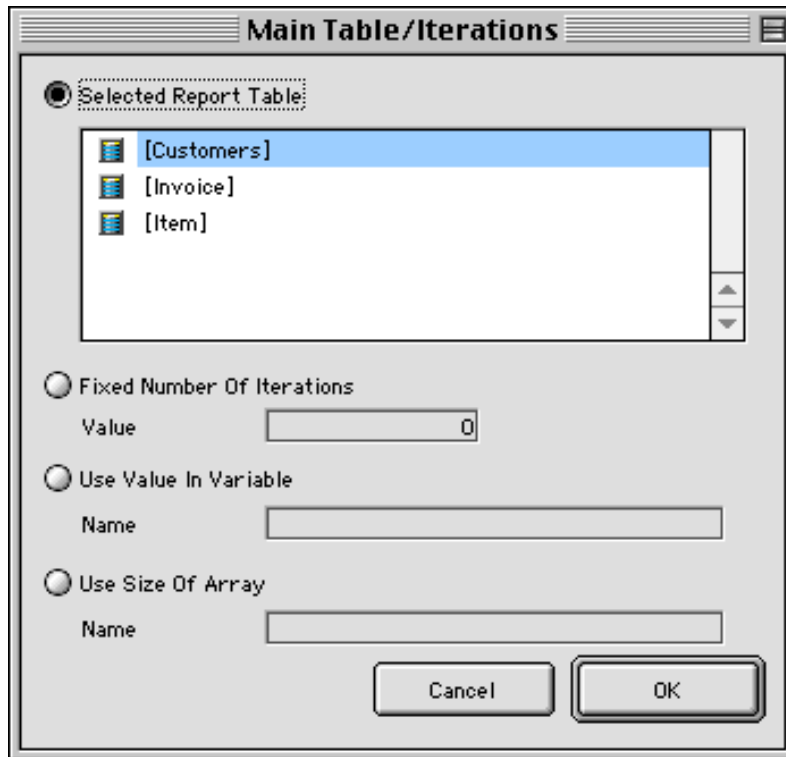 Main Table/Iterations
Selected Report Table
[Customers]
[Invoice]
[Item]
Fixed Number Of Iterations
Value 0
Use Value In Variable
Name
Use Size Of Array
Name
Cancel OK